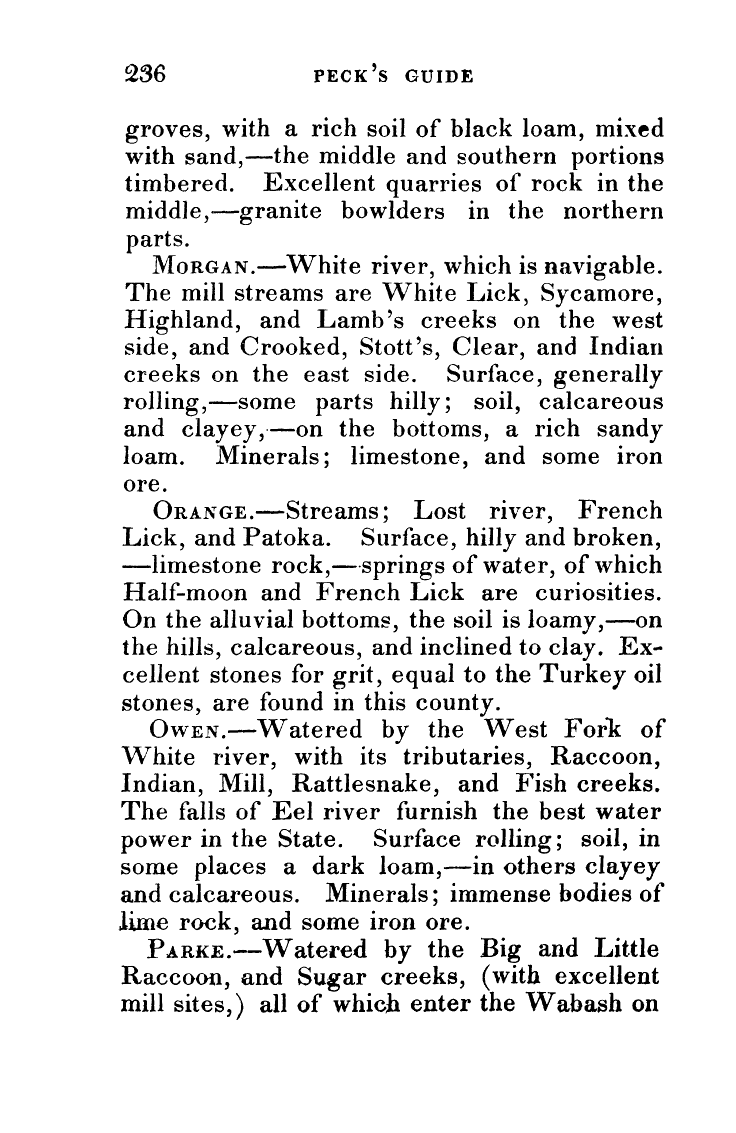 236 PECK'S GUIDE
groves, with a rich soil of black loam, mixed
with sand,—the middle and southern portions
timbered. Excellent quarries of rock in the
middle,—granite bowlders in the northern
parts.
MORGAN.—White river, which is navigable.
The mill streams are White Lick, Sycamore,
Highland, and Lamb's creeks on the west
side, and Crooked, Stott's, Clear, and Indian
creeks on the east side. Surface, generally
rolling,—some parts hilly; soil, calcareous
and clayey,—on the bottoms, a rich sandy
loam. Minerals; limestone, and some iron
ore.
ORANGE.—Streams; Lost river, French
Lick, and Patoka. Surface, hilly and broken,
—limestone rock,—springs of water, of which
Half-moon and French Lick are curiosities.
On the alluvial bottoms, the soil is loamy,—on
the hills, calcareous, and inclined to clay. Ex-
cellent stones for grit, equal to the Turkey oil
stones, are found in this county.
OWEN.—Watered by the West Fork of
White river, with its tributaries, Raccoon,
Indian, Mill, Rattlesnake, and Fish creeks.
The falls of Eel river furnish the best water
power in the State. Surface rolling; soil, in
some places a dark loam,—in others clayey
and calcareous. Minerals; immense bodies of
lime rock, and some iron ore.
PARKE.—Watered by the Big and Little
Raccoon, and Sugar creeks, (with excellent
mill sites,) all of which enter the Wabash on